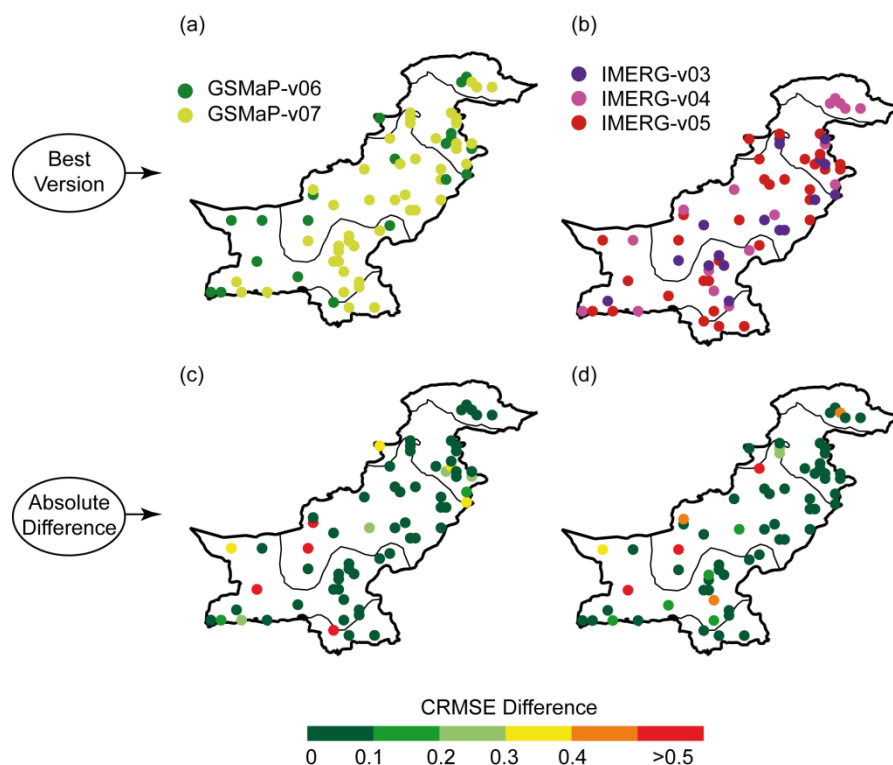 (a)
(b)
GSMaP-v06
GSMaP-v07
IMERG-v03
IMERG-v04
IMERG-v05
Best
Version
(c)
(d)
Absolute
Difference
CRMSE Difference
0 0.1 0.2 0.3 0.4 >0.5